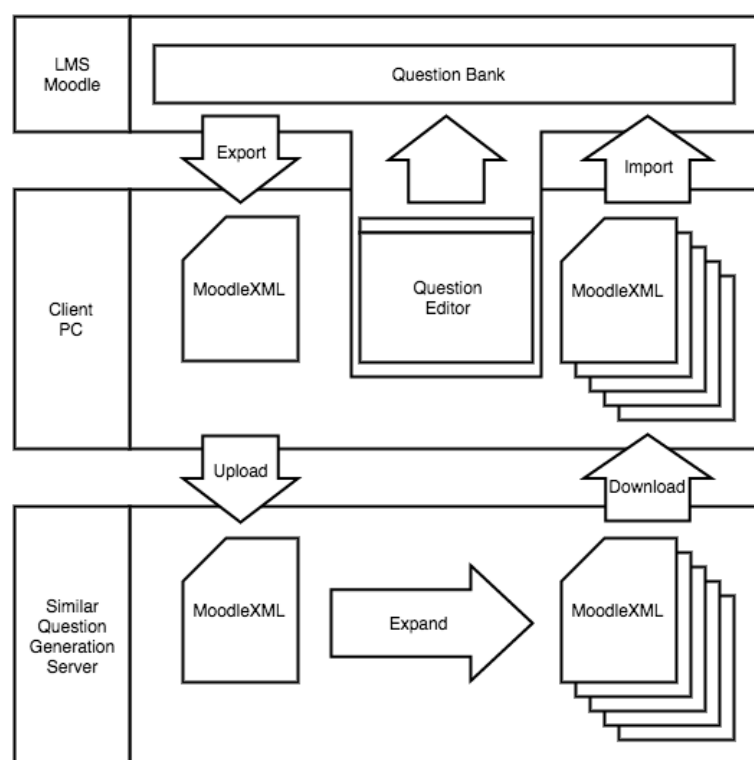 LMS
Moodle
Question Bank
Export
Import
Client
PC
MoodleXML
Question
Editor
MoodleXML
Upload
Download
Similar
Question
Generation
Server
MoodleXML
Expand
MoodleXML